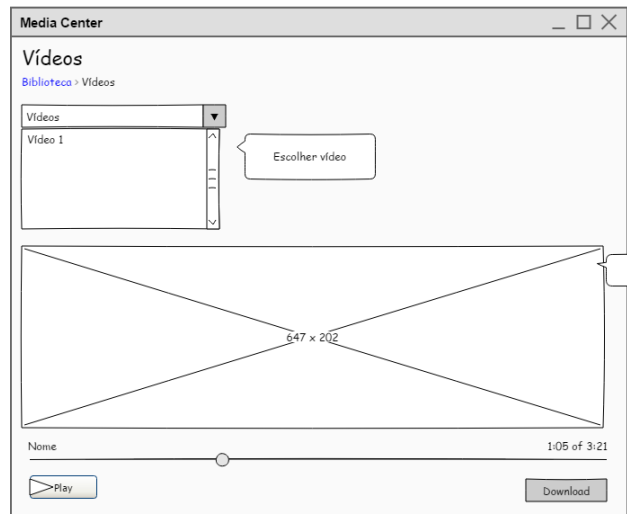 Media Center
Vídeos
Biblioteca > Vídeos
Vídeos
Vídeo 1
Escolher vídeo
647 x 202
Nome
1:05 of 3:21
Play
Download